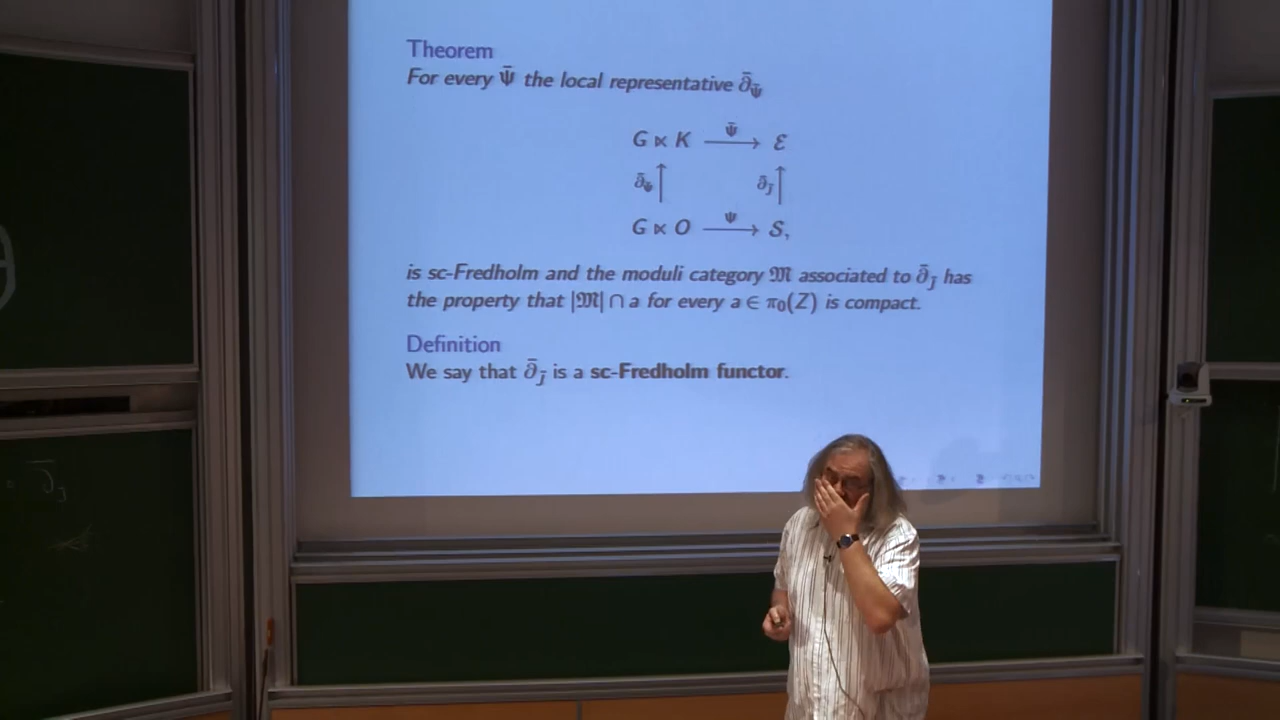 Theorem
For every Ψ̄ the local representative ∂̄_Ψ̄
G ⋉ K —Ψ̄→ ℰ
∂̄_Ψ̄ ↑ ∂̄_J̃ ↑
G ⋉ O —Ψ→ 𝒮,
is sc-Fredholm and the moduli category 𝔐 associated to ∂̄_J̃ has
the property that |𝔐| ∩ a for every a ∈ π₀(Z) is compact.
Definition
We say that ∂̄_J̃ is a sc-Fredholm functor.